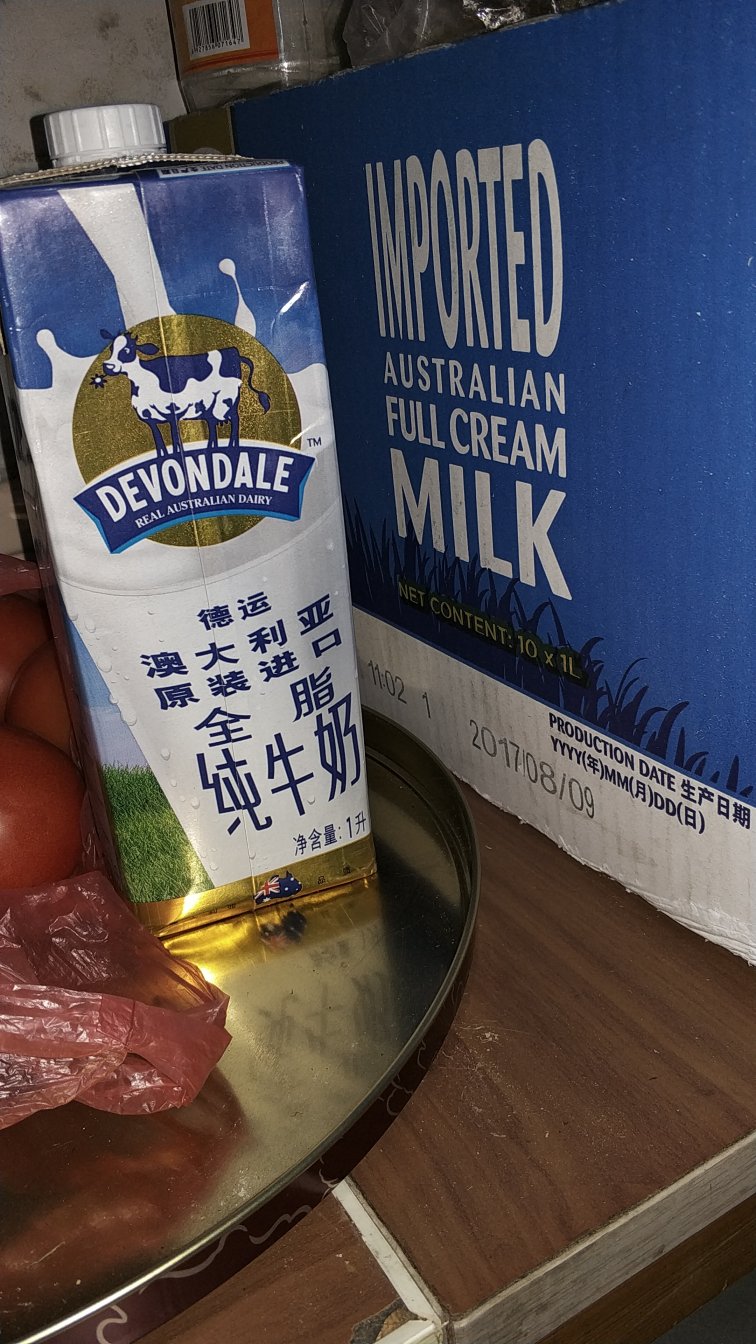 DEVONDALE
TM
REAL AUSTRALIAN DAIRY
德运
澳大利亚
原装进口
全脂
纯牛奶
净含量:1升
IMPORTED
AUSTRALIAN
FULL CREAM
MILK
NET CONTENT: 10 x 1L
11:02 1
2017/08/09
PRODUCTION DATE 生产日期
YYYY(年)MM(月)DD(日)